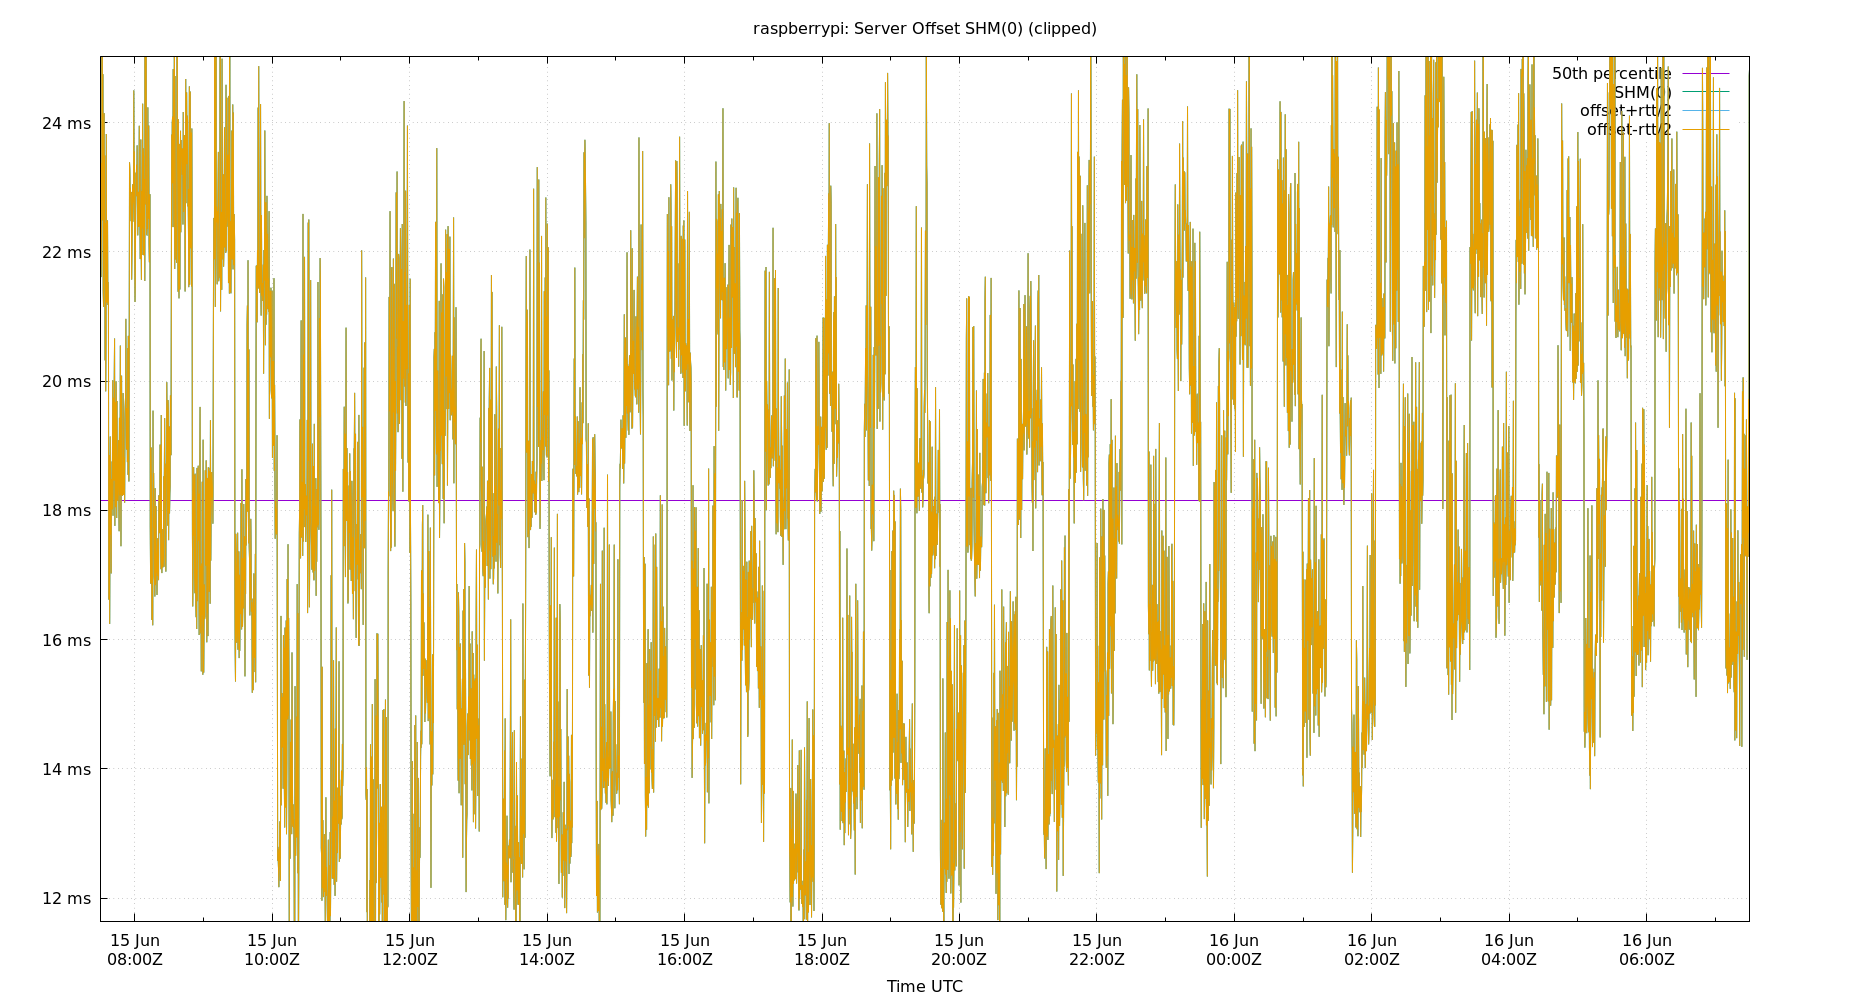 raspberrypi: Server Offset SHM(0) (clipped)
50th percentile
SHM(0)
offset+rtt/2
offset-rtt/2
24 ms
22 ms
20 ms
18 ms
16 ms
14 ms
12 ms
15 Jun 15 Jun 15 Jun 15 Jun 15 Jun 15 Jun 15 Jun 15 Jun 16 Jun 16 Jun 16 Jun 16 Jun
08:00Z 10:00Z 12:00Z 14:00Z 16:00Z 18:00Z 20:00Z 22:00Z 00:00Z 02:00Z 04:00Z 06:00Z
Time UTC